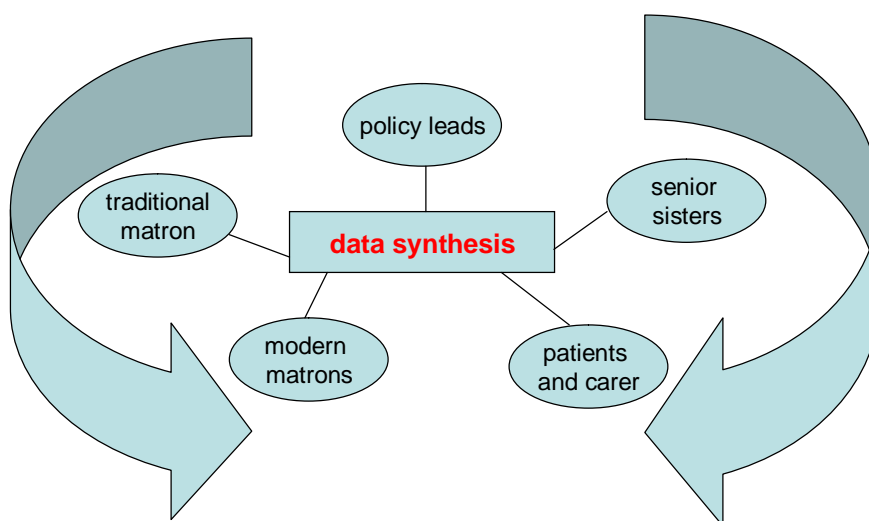 policy leads
traditional
matron
senior
sisters
data synthesis
modern
matrons
patients
and carer